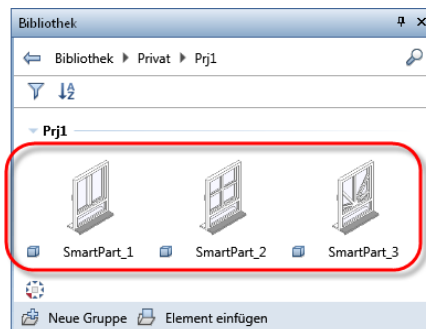 Bibliothek
Bibliothek Privat Prj1
Prj1
SmartPart_1 SmartPart_2 SmartPart_3
Neue Gruppe Element einfügen